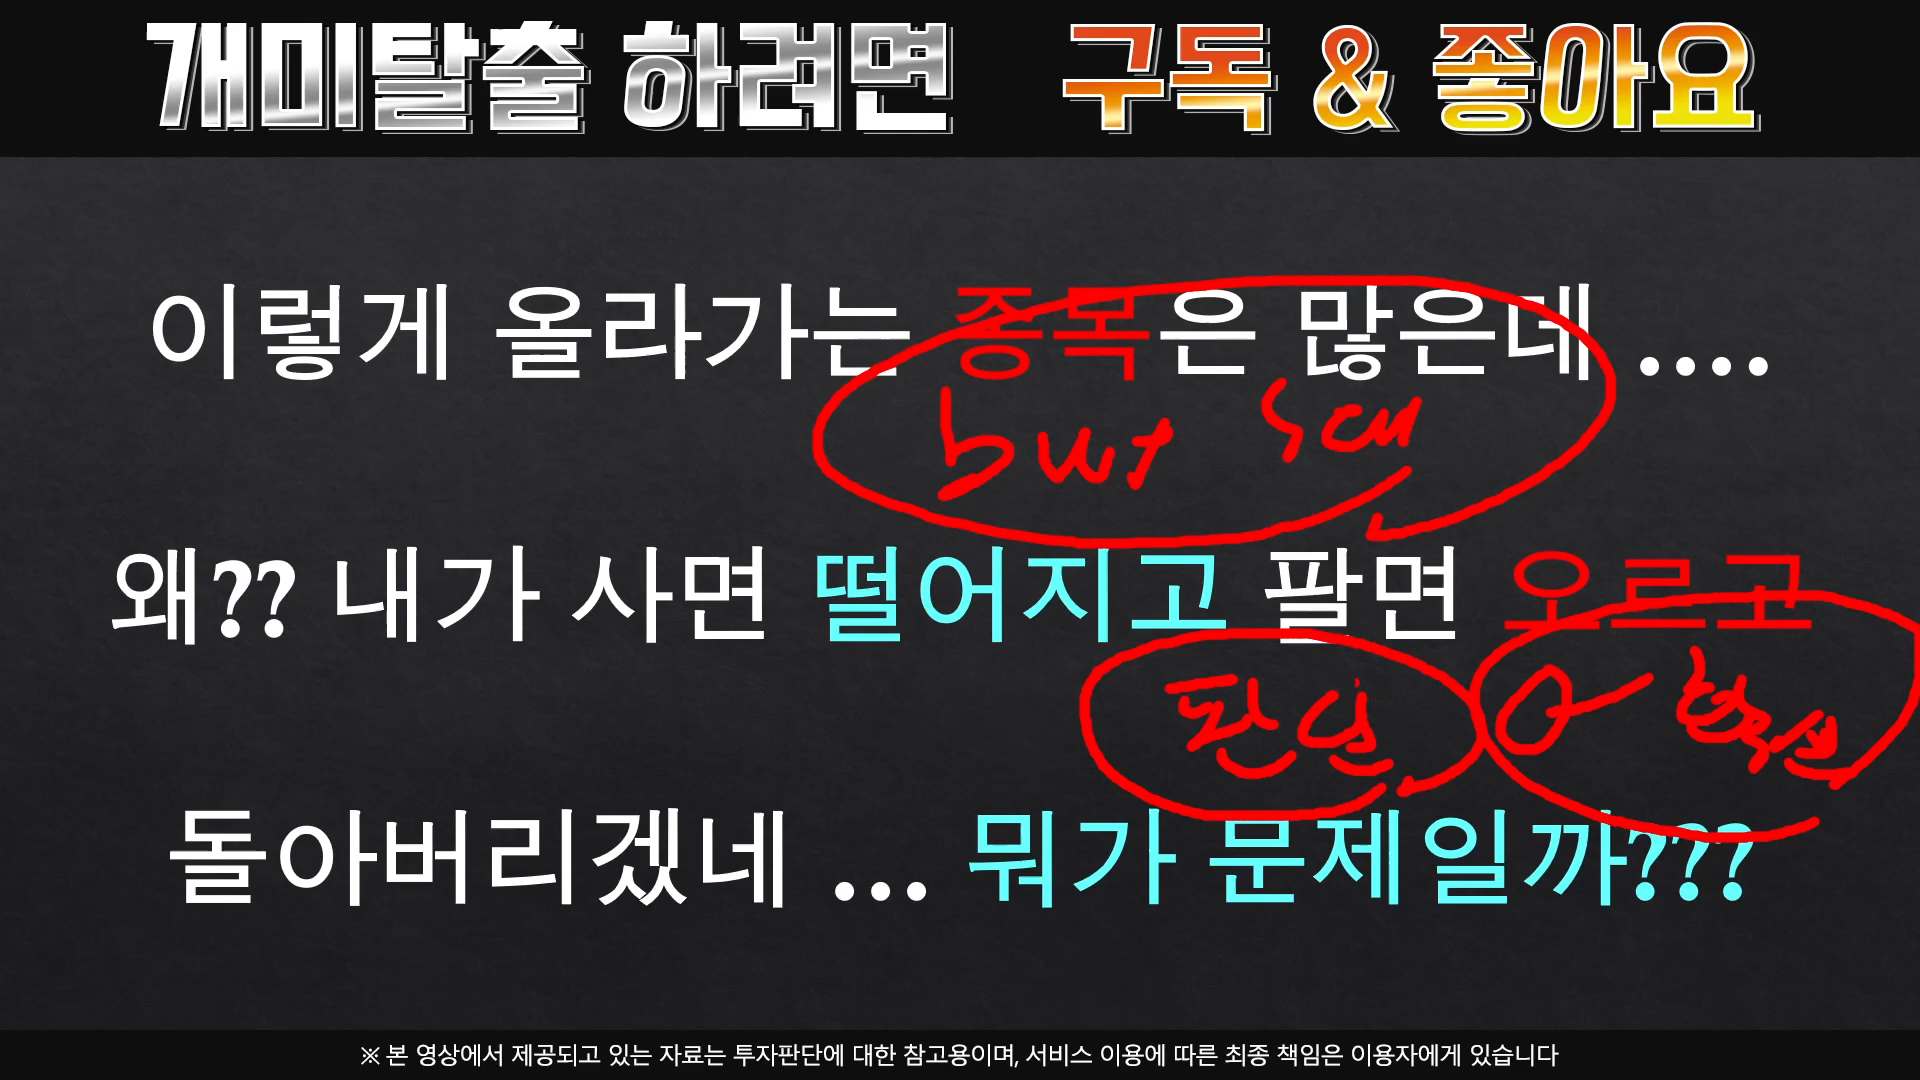 개미탈출 하려면 구독 & 좋아요
이렇게 올라가는 종목은 많은데 ....
but
왜?? 내가 사면 떨어지고 팔면 오르고
판단
돌아버리겠네 ... 뭐가 문제일까???
※ 본 영상에서 제공되고 있는 자료는 투자판단에 대한 참고용이며, 서비스 이용에 따른 최종 책임은 이용자에게 있습니다